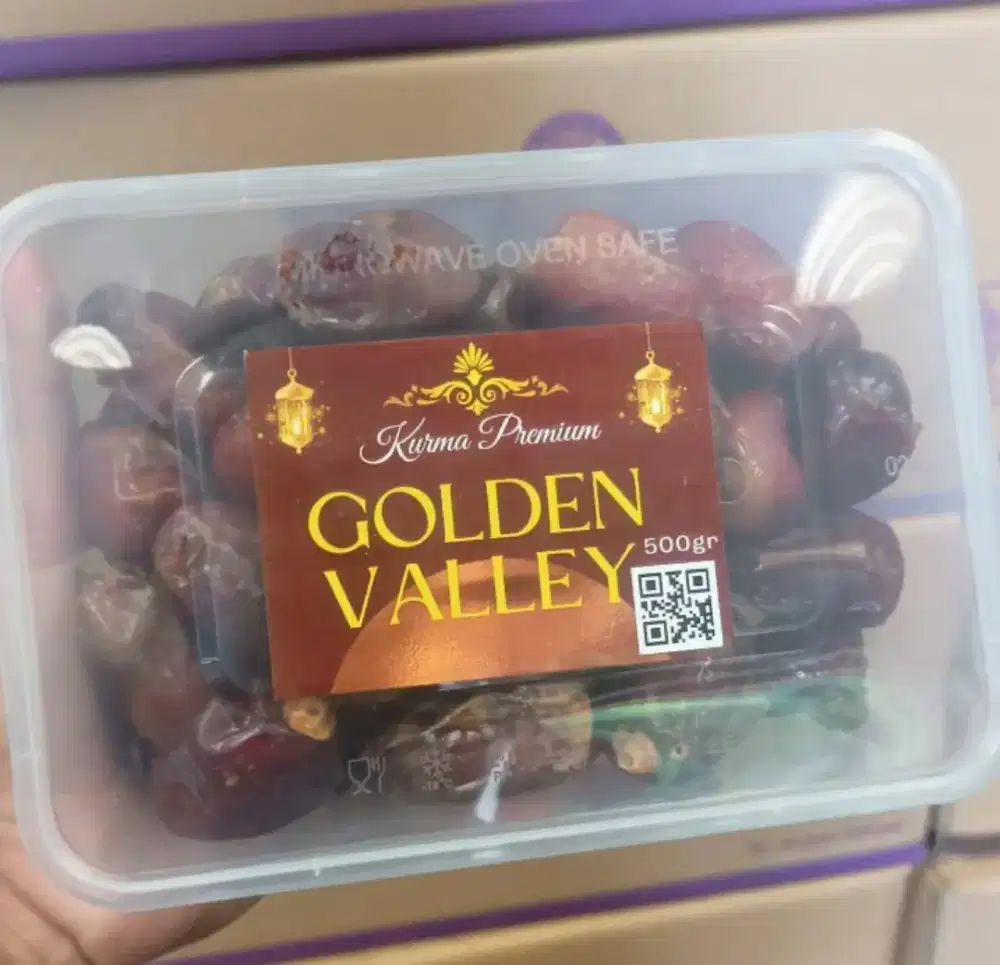 MICROWAVE OVEN SAFE
Kurma Premium
GOLDEN
VALLEY
500gr